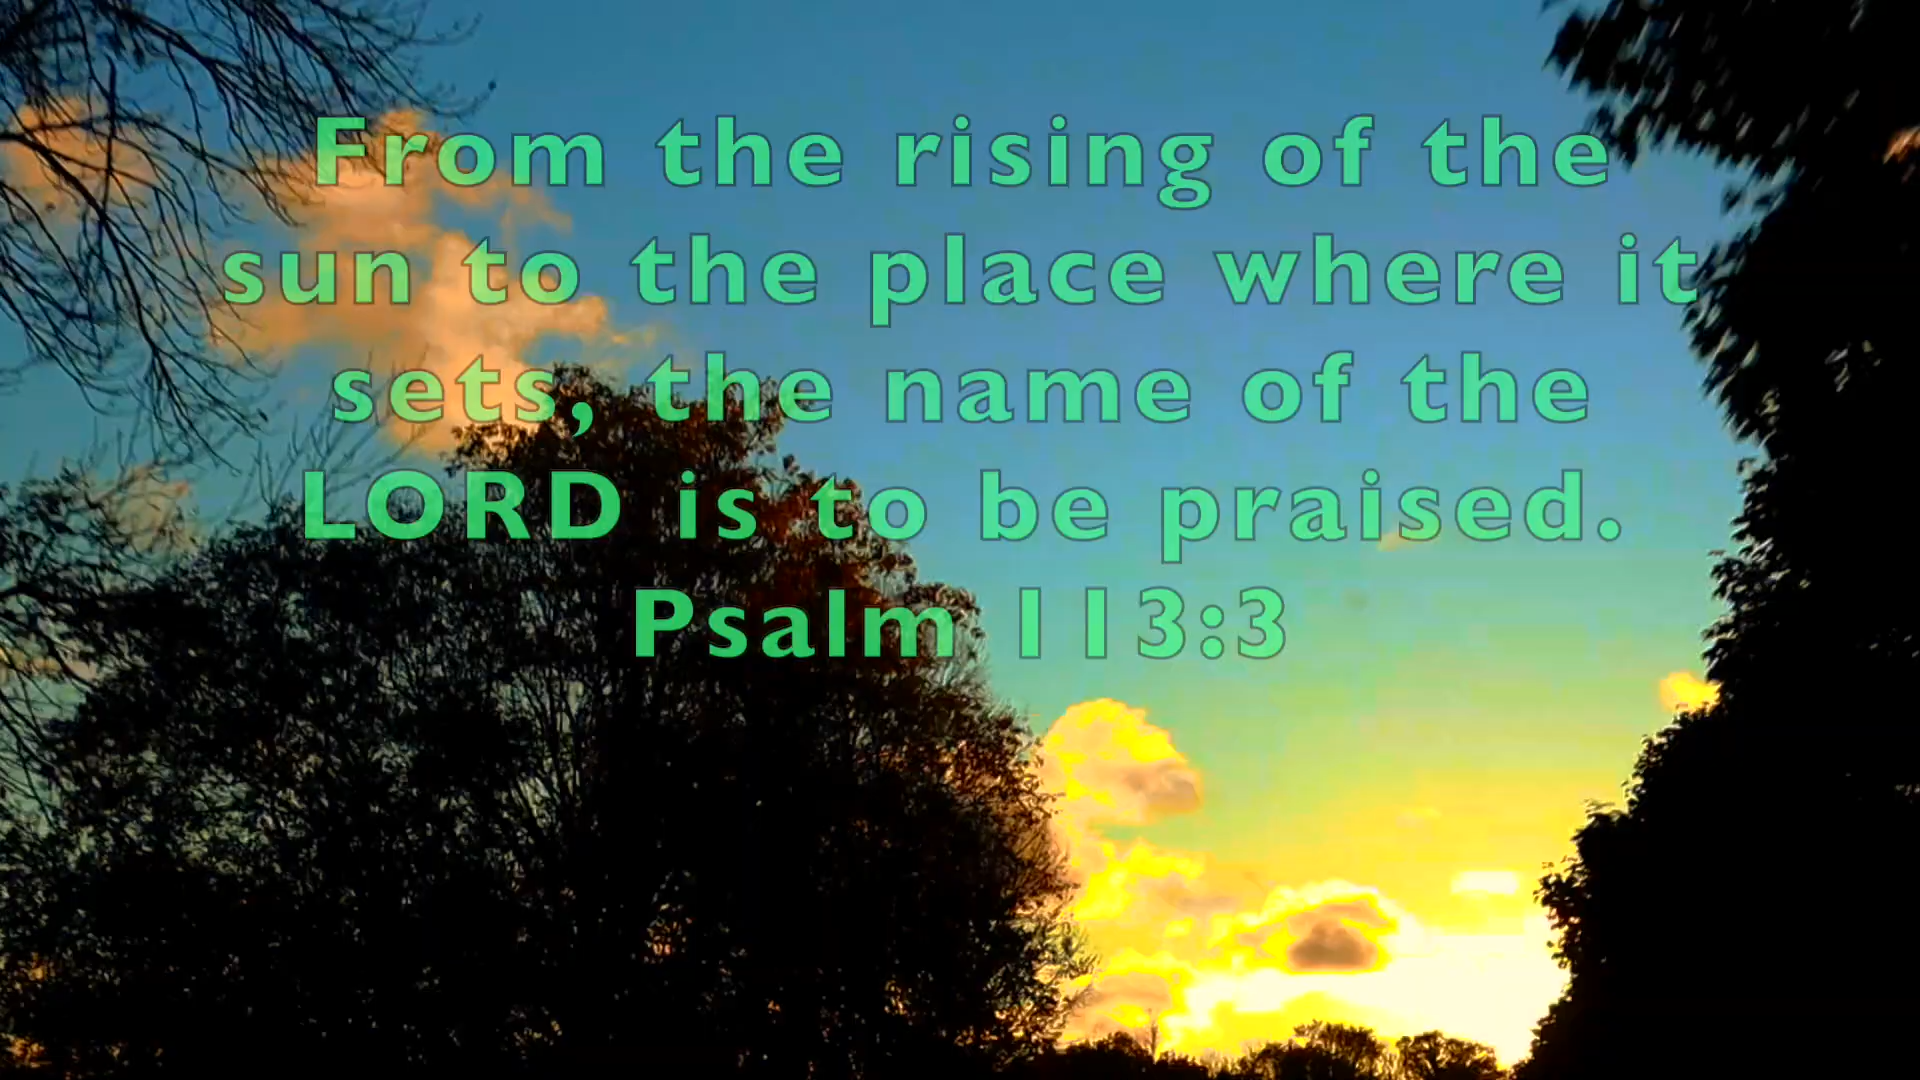 From the rising of the
sun to the place where it
sets, the name of the
LORD is to be praised.
Psalm 113:3